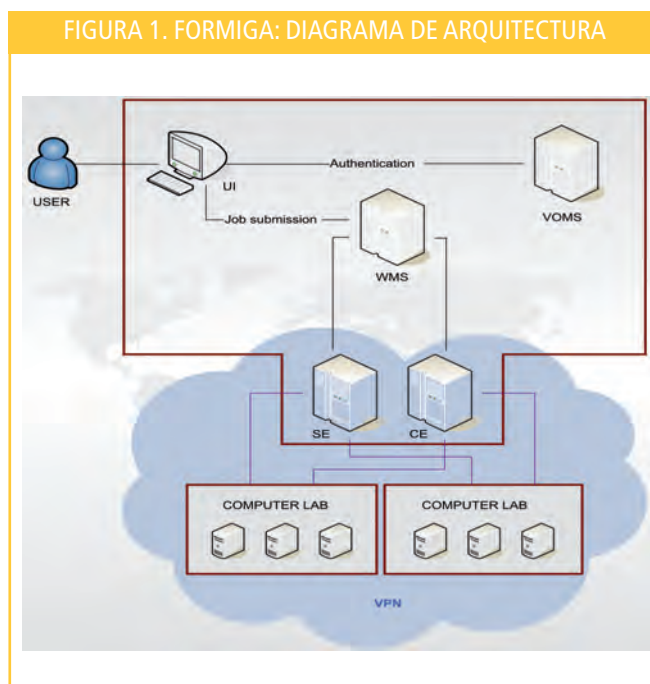 FIGURA 1. FORMIGA: DIAGRAMA DE ARQUITECTURA
USER
UI
Authentication
VOMS
Job submission
WMS
SE
CE
COMPUTER LAB
COMPUTER LAB
VPN